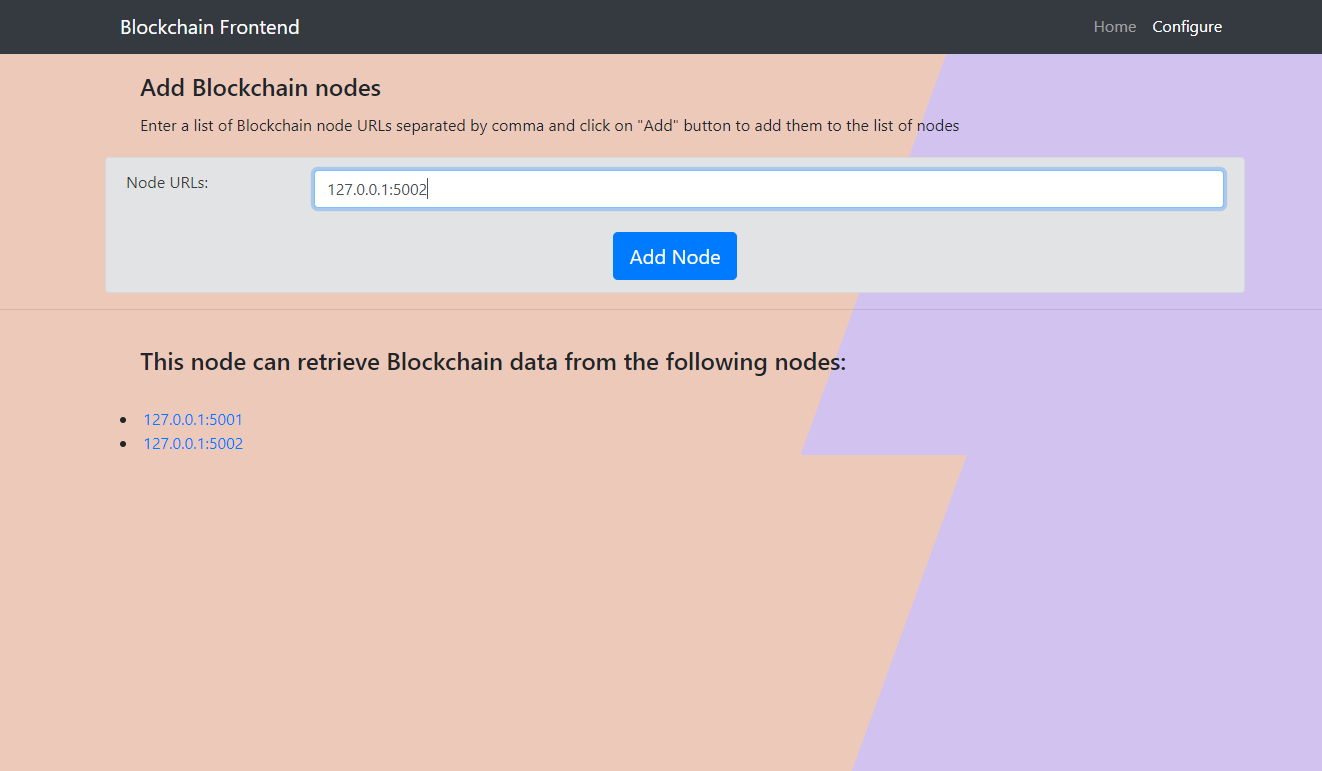 Blockchain Frontend Home Configure
Add Blockchain nodes
Enter a list of Blockchain node URLs separated by comma and click on "Add" button to add them to the list of nodes
Node URLs: 127.0.0.1:5002
Add Node
This node can retrieve Blockchain data from the following nodes:
127.0.0.1:5001
127.0.0.1:5002